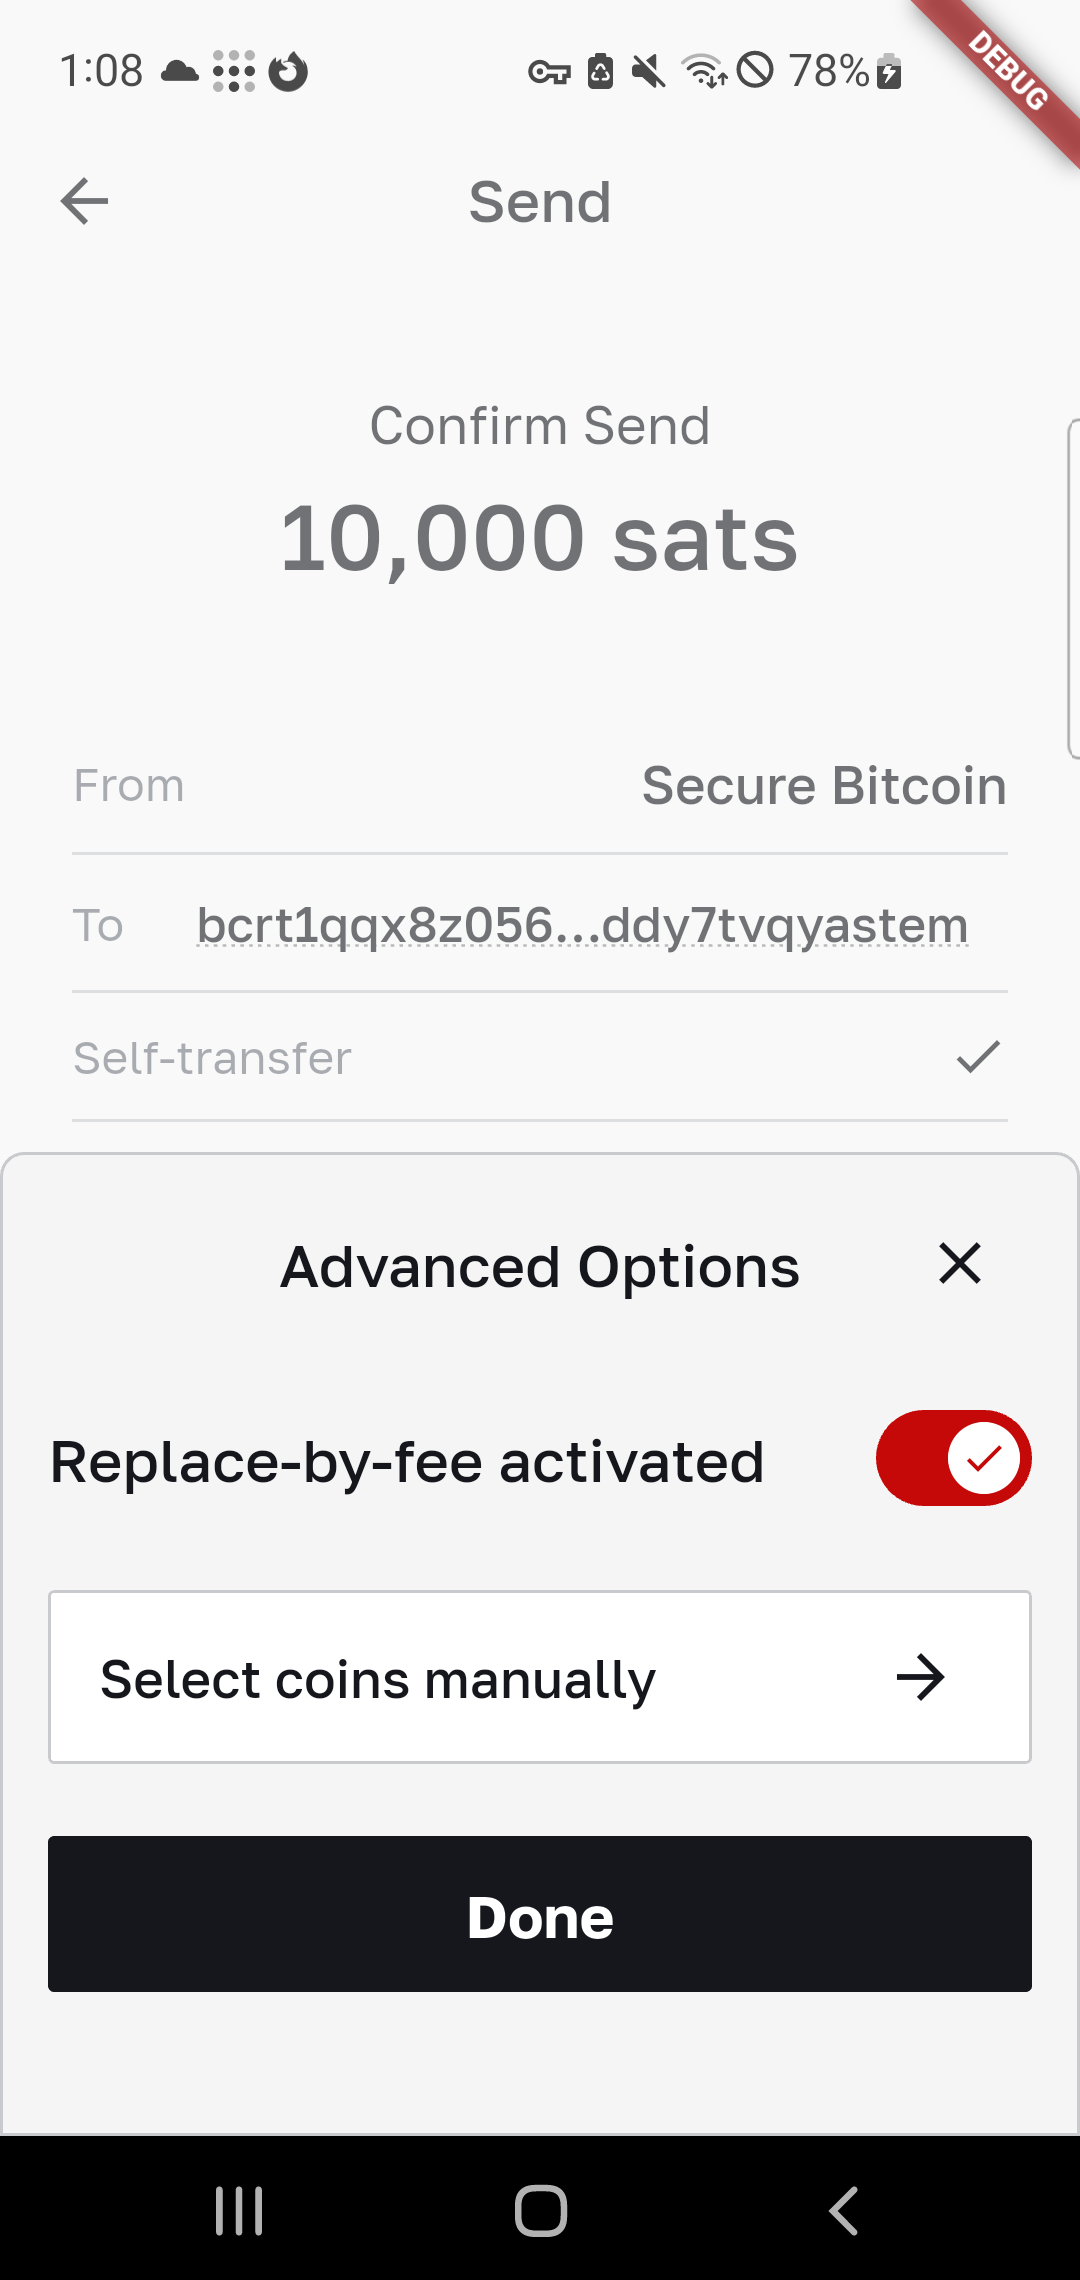 1:08
78%
DEBUG
Send
Confirm Send
10,000 sats
From Secure Bitcoin
To bcrt1qqx8z056...ddy7tvqyastem
Self-transfer
Advanced Options
Replace-by-fee activated
Select coins manually
Done